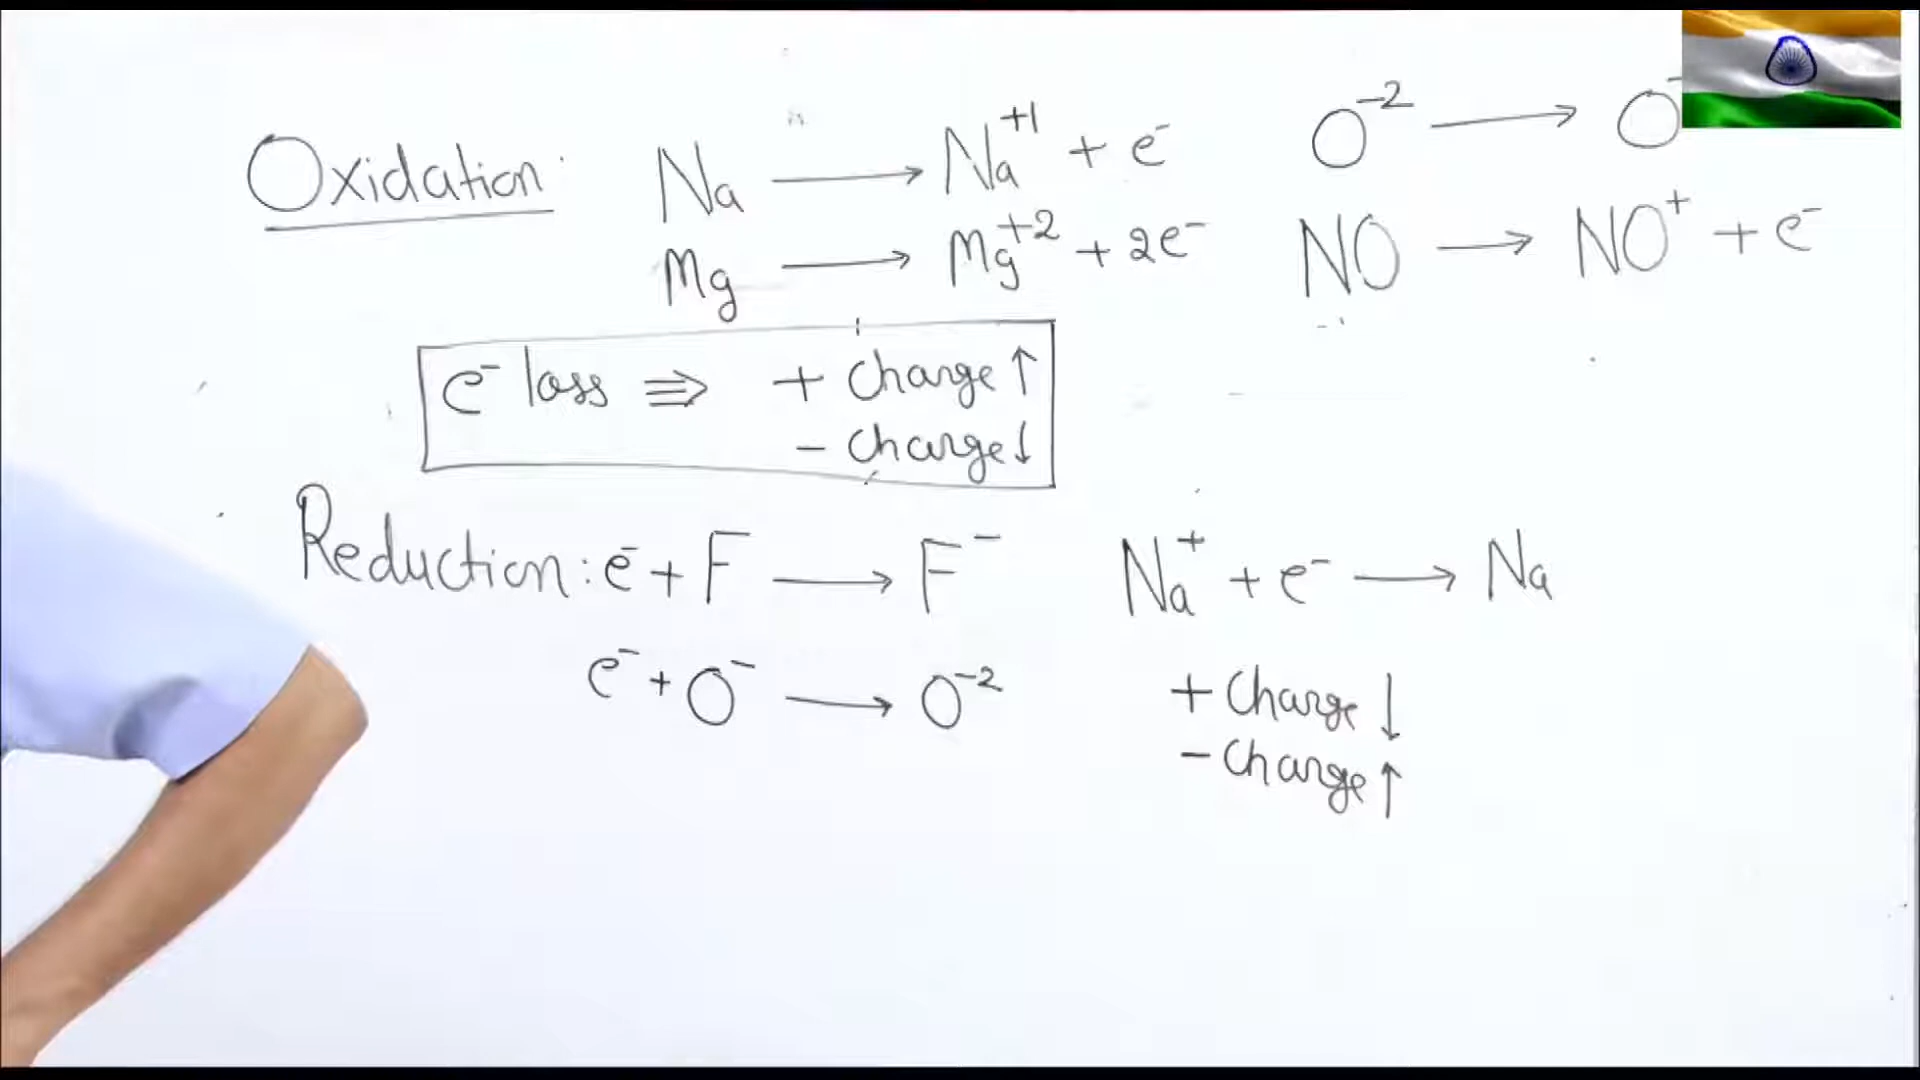 Oxidation: Na ⟶ Na⁺¹ + e⁻ O⁻² ⟶ O⁻
Mg ⟶ Mg⁺² + 2e⁻ NO ⟶ NO⁺ + e⁻
e⁻ loss ⇛ + charge ↑
− charge ↓
Reduction: e⁻ + F ⟶ F⁻ Na⁺ + e⁻ ⟶ Na
e⁻ + O⁻ ⟶ O⁻²
+ charge ↓
− charge ↑